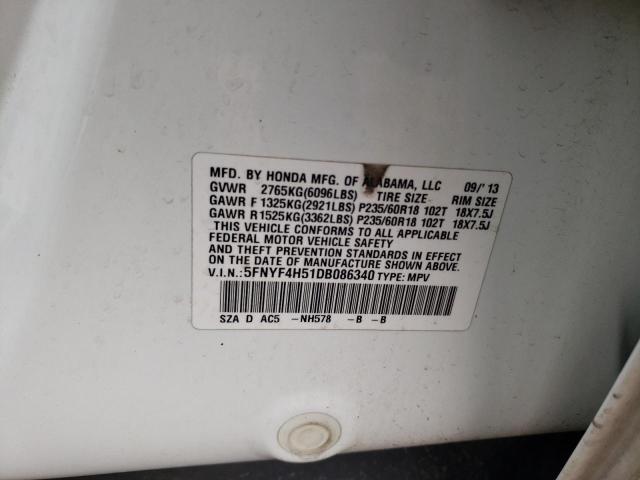 MFD. BY HONDA MFG. OF ALABAMA, LLC 09/'13
GVWR 2765KG(6096LBS) TIRE SIZE RIM SIZE
GAWR F 1325KG(2921LBS) P235/60R18 102T 18X7.5J
GAWR R1525KG(3362LBS) P235/60R18 102T 18X7.5J
THIS VEHICLE CONFORMS TO ALL APPLICABLE
FEDERAL MOTOR VEHICLE SAFETY
AND THEFT PREVENTION STANDARDS IN EFFECT
ON THE DATE OF MANUFACTURE SHOWN ABOVE.
V.I.N.: 5FNYF4H51DB086340 TYPE: MPV
SZA D AC5 -NH578 -B -B